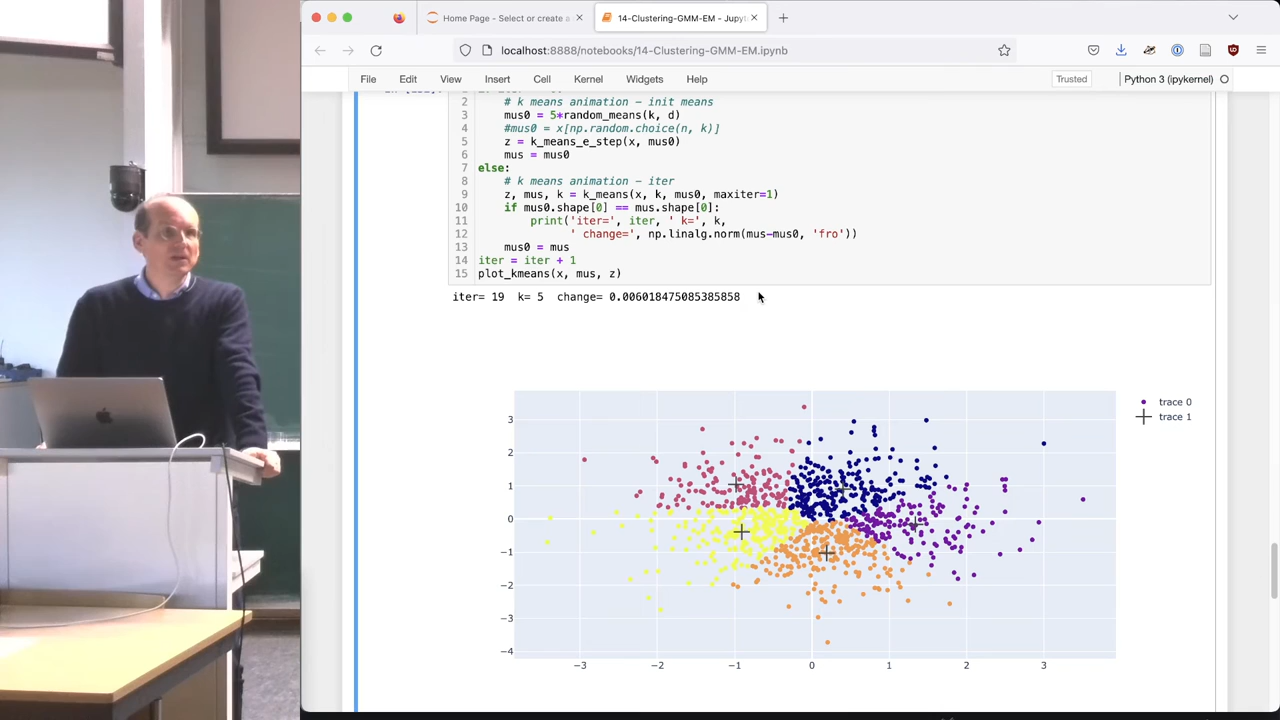 Home Page - Select or create a
14-Clustering-GMM-EM - Jupyt
localhost:8888/notebooks/14-Clustering-GMM-EM.ipynb
File Edit View Insert Cell Kernel Widgets Help
Trusted
Python 3 (ipykernel)
2 # k means animation - init means
3 mus0 = 5*random_means(k, d)
4 #mus0 = x[np.random.choice(n, k)]
5 z = k_means_e_step(x, mus0)
6 mus = mus0
7 else:
8 # k means animation - iter
9 z, mus, k = k_means(x, k, mus0, maxiter=1)
10 if mus0.shape[0] == mus.shape[0]:
11 print('iter=', iter, ' k=', k,
12 ' change=', np.linalg.norm(mus-mus0, 'fro'))
13 mus0 = mus
14 iter = iter + 1
15 plot_kmeans(x, mus, z)
iter= 19 k= 5 change= 0.006018475085385858
trace 0
trace 1
3
2
1
0
−1
−2
−3
−4
−3 −2 −1 0 1 2 3